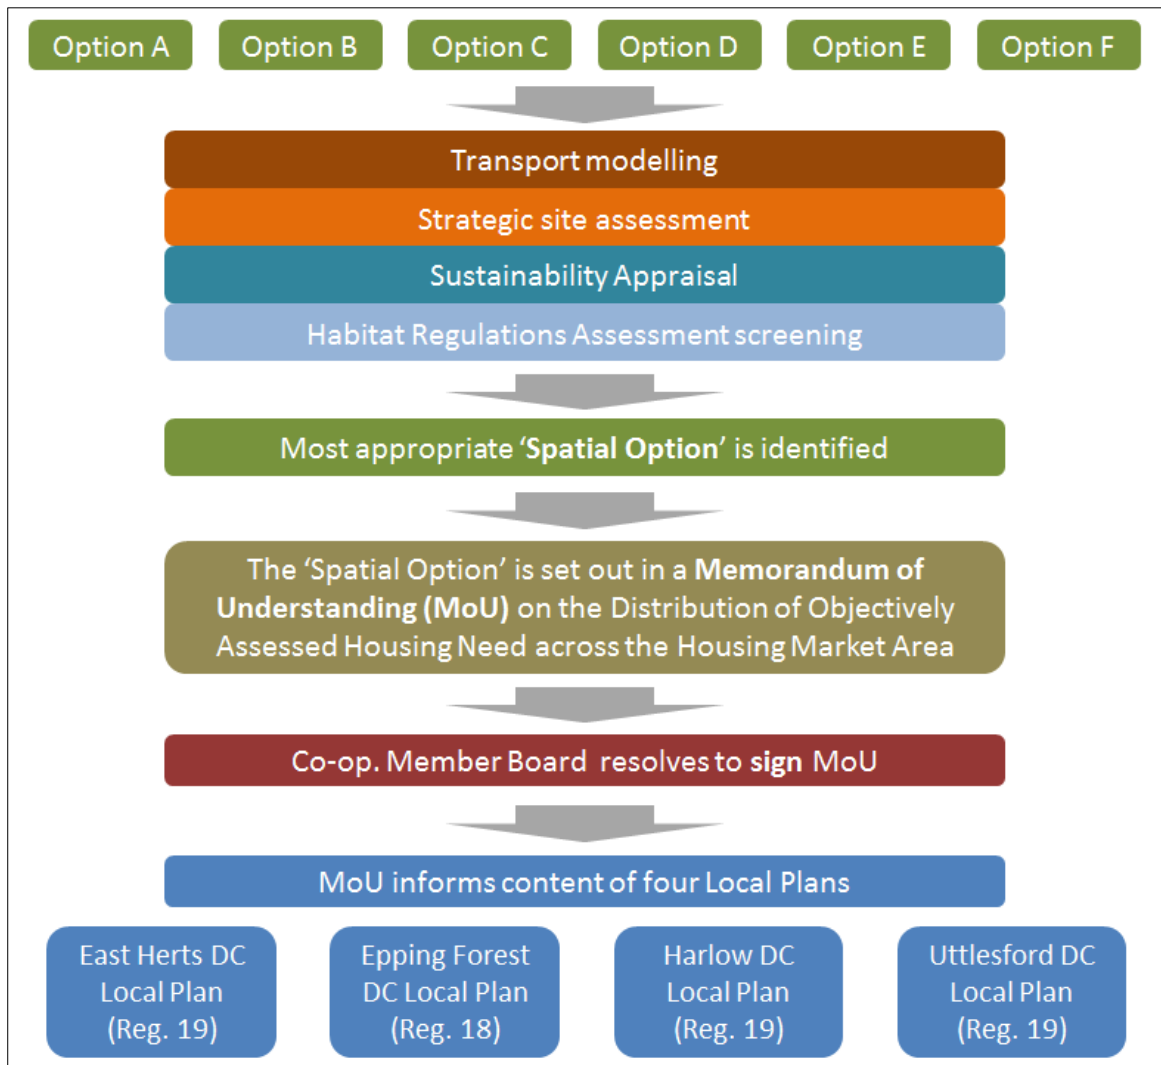 Option A
Option B
Option C
Option D
Option E
Option F
Transport modelling
Strategic site assessment
Sustainability Appraisal
Habitat Regulations Assessment screening
Most appropriate ‘Spatial Option’ is identified
The ‘Spatial Option’ is set out in a Memorandum of
Understanding (MoU) on the Distribution of Objectively
Assessed Housing Need across the Housing Market Area
Co-op. Member Board resolves to sign MoU
MoU informs content of four Local Plans
East Herts DC
Local Plan
(Reg. 19)
Epping Forest
DC Local Plan
(Reg. 18)
Harlow DC
Local Plan
(Reg. 19)
Uttlesford DC
Local Plan
(Reg. 19)